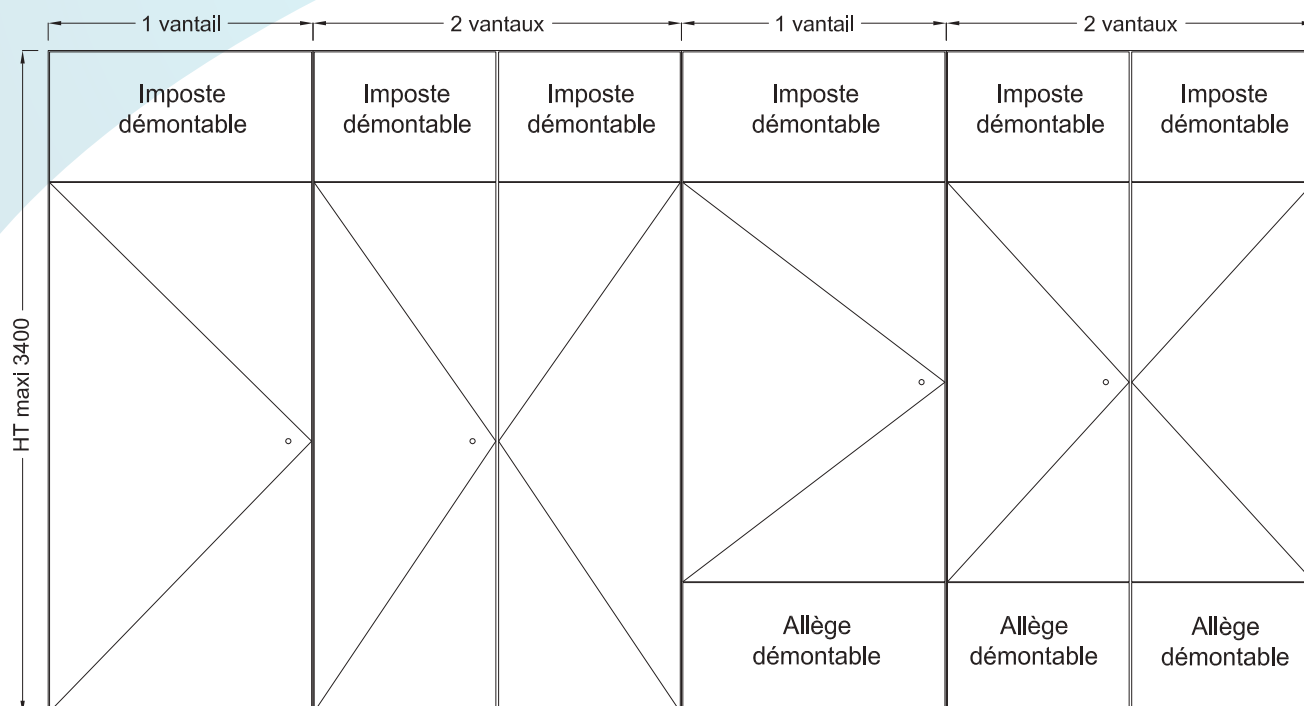 1 vantail
2 vantaux
1 vantail
2 vantaux
Imposte
démontable
Imposte
démontable
Imposte
démontable
Imposte
démontable
Imposte
démontable
Imposte
démontable
HT maxi 3400
Allège
démontable
Allège
démontable
Allège
démontable